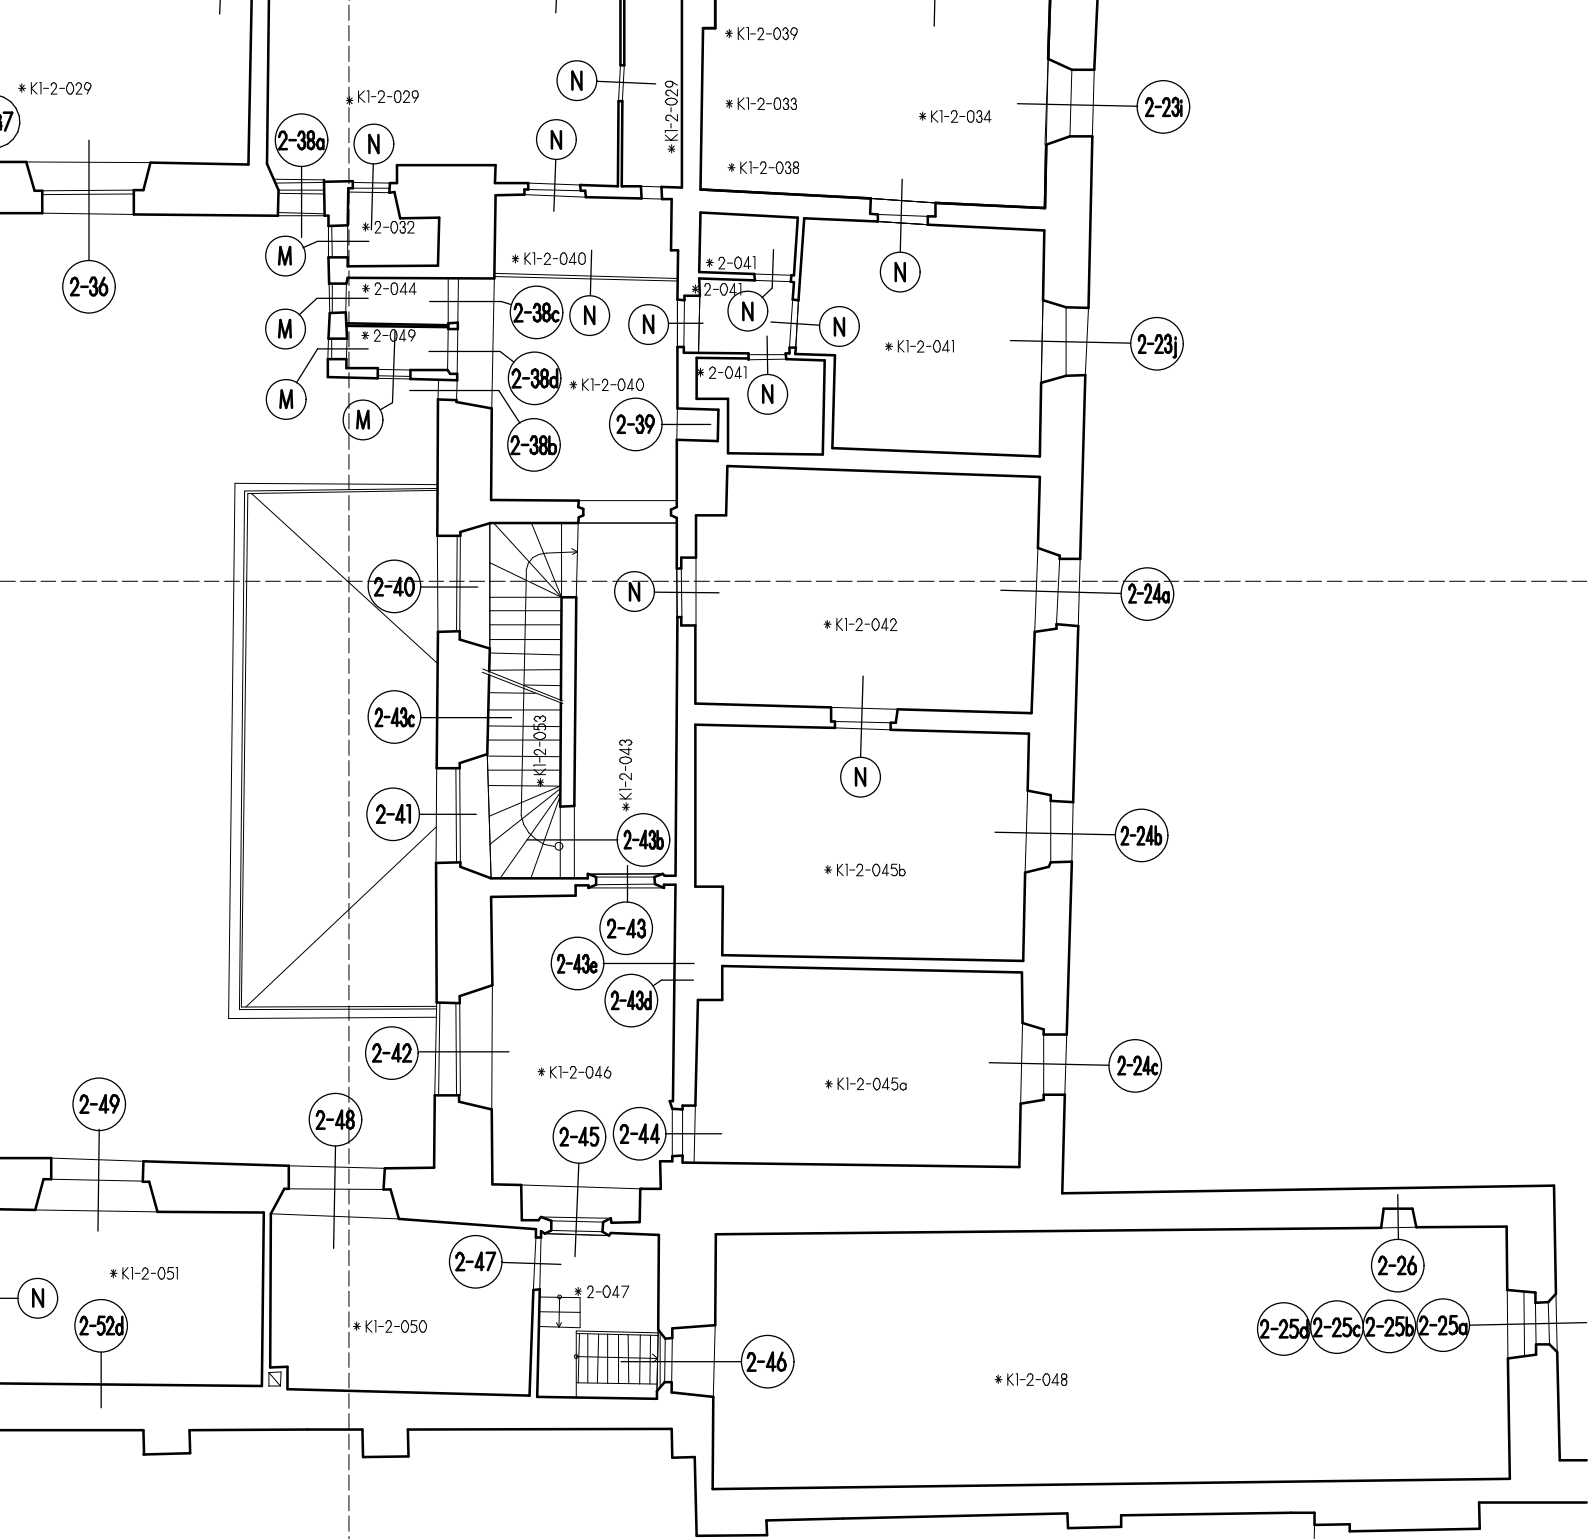 * K1-2-039
* K1-2-029
* K1-2-029
N
* K1-2-029
* K1-2-033
* K1-2-034
2-23i
2-38a
N
N
* K1-2-038
* 2-032
M
* K1-2-040
* 2-041
N
2-36
* 2-044
* 2-041
M
2-38c
N
N
N
N
* 2-049
* K1-2-041
2-23j
M
2-38d
* K1-2-040
* 2-041
N
M
2-39
2-38b
2-40
N
2-24a
* K1-2-042
2-43c
* K1-2-053
* K1-2-043
N
2-41
2-43b
2-24b
* K1-2-045b
2-43
2-43e
2-43d
2-42
* K1-2-046
* K1-2-045a
2-24c
2-49
2-48
2-45
2-44
2-47
2-26
* K1-2-051
* 2-047
N
2-52d
* K1-2-050
2-25d
2-25c
2-25b
2-25a
2-46
* K1-2-048